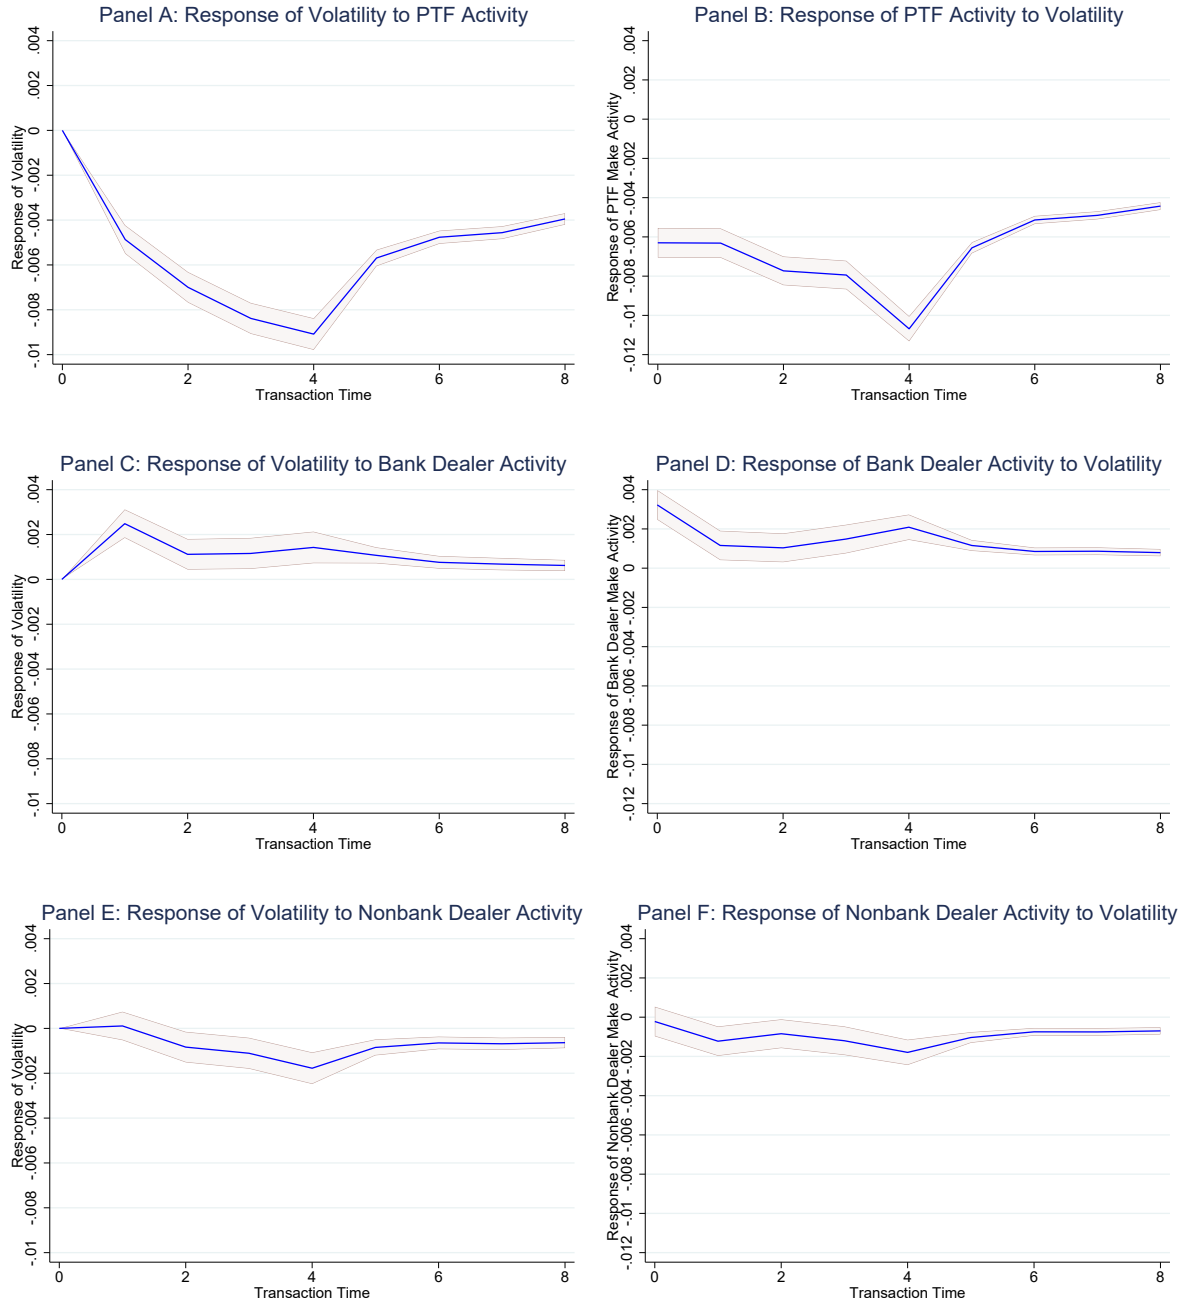 Panel A: Response of Volatility to PTF Activity
Response of Volatility
.004
.002
0
-.002
-.004
-.006
-.008
-.01
0 2 4 6 8
Transaction Time
Panel B: Response of PTF Activity to Volatility
Response of PTF Make Activity
.004
.002
0
-.002
-.004
-.006
-.008
-.01
-.012
0 2 4 6 8
Transaction Time
Panel C: Response of Volatility to Bank Dealer Activity
Response of Volatility
.004
.002
0
-.002
-.004
-.006
-.008
-.01
0 2 4 6 8
Transaction Time
Panel D: Response of Bank Dealer Activity to Volatility
Response of Bank Dealer Make Activity
.004
.002
0
-.002
-.004
-.006
-.008
-.01
-.012
0 2 4 6 8
Transaction Time
Panel E: Response of Volatility to Nonbank Dealer Activity
Response of Volatility
.004
.002
0
-.002
-.004
-.006
-.008
-.01
0 2 4 6 8
Transaction Time
Panel F: Response of Nonbank Dealer Activity to Volatility
Response of Nonbank Dealer Make Activity
.004
.002
0
-.002
-.004
-.006
-.008
-.01
-.012
0 2 4 6 8
Transaction Time